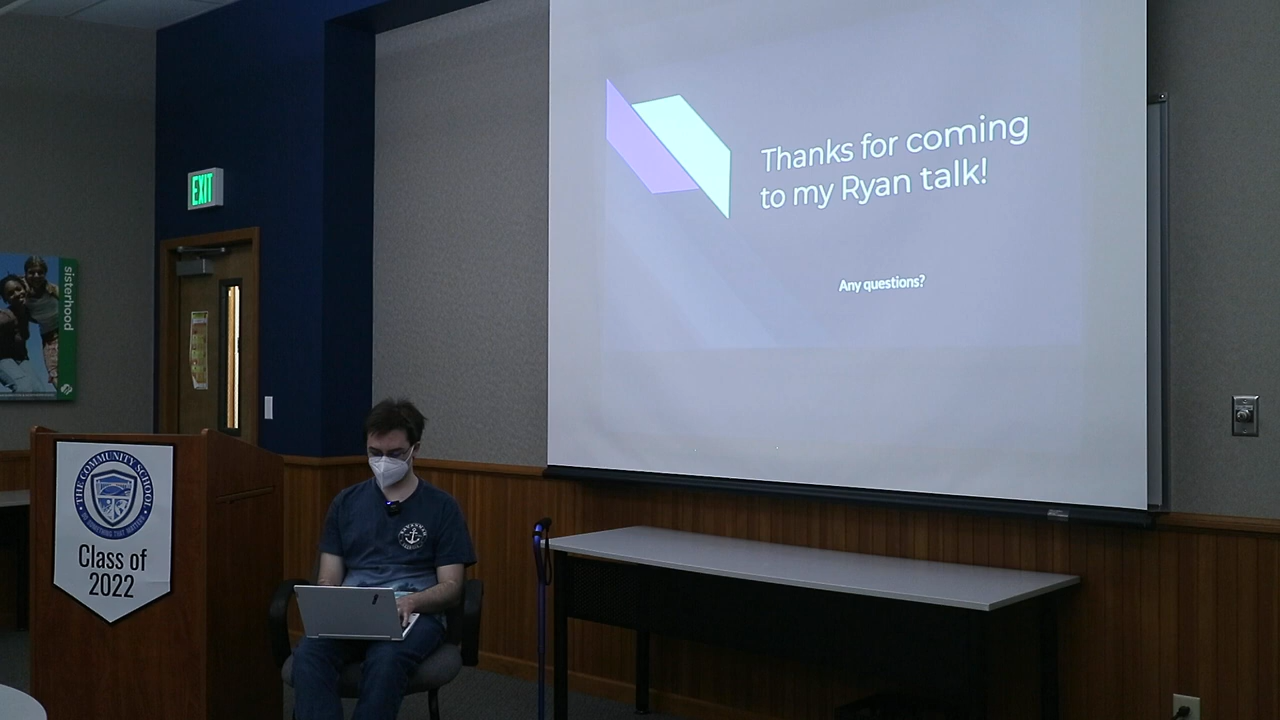 EXIT
sisterhood
Thanks for coming
to my Ryan talk!
Any questions?
THE COMMUNITY SCHOOL
Class of
2022